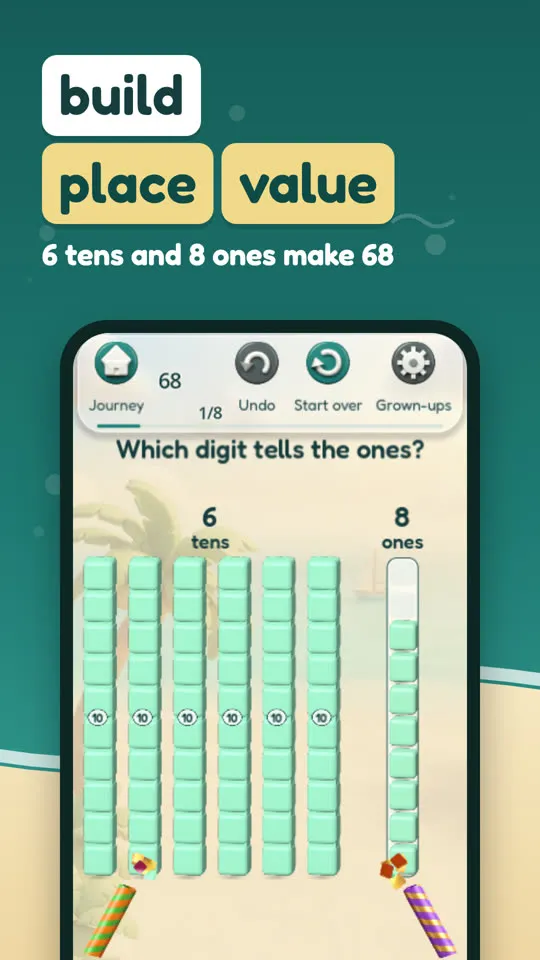 build
place value
6 tens and 8 ones make 68
68
1/8
Journey
Undo
Start over
Grown-ups
Which digit tells the ones?
6
tens
8
ones
10 10 10 10 10 10